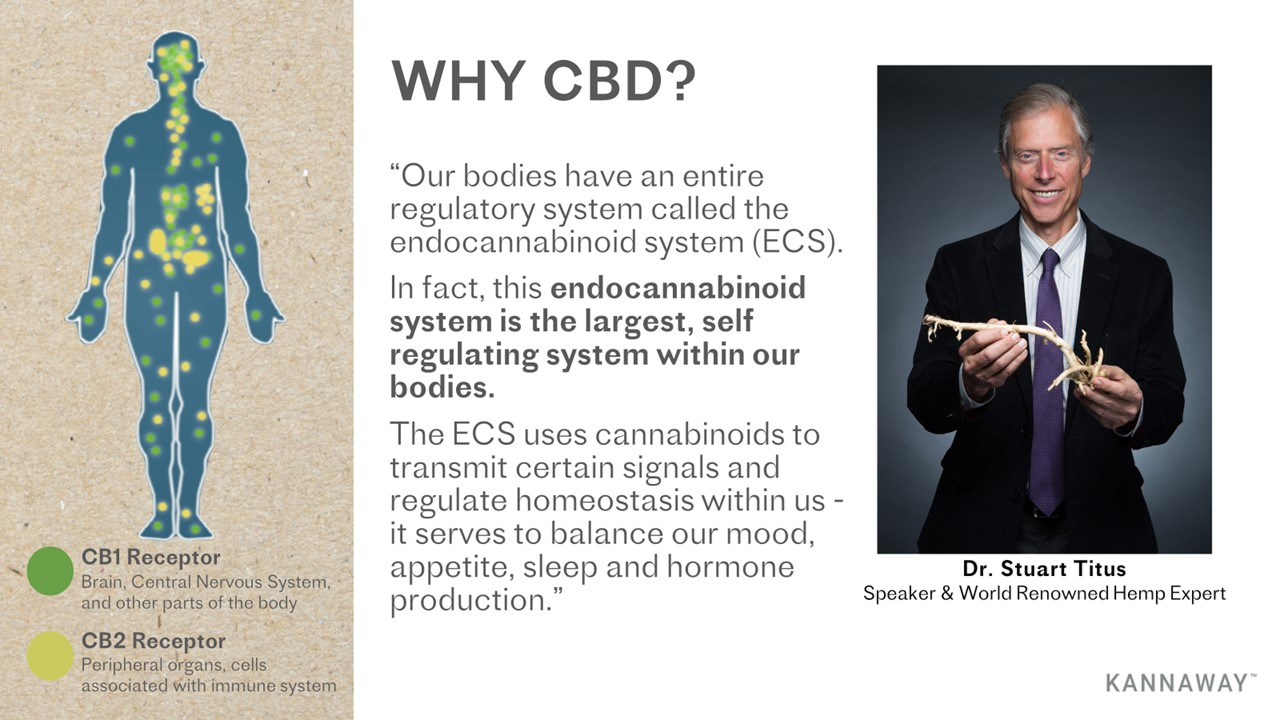 WHY CBD?
“Our bodies have an entire
regulatory system called the
endocannabinoid system (ECS).
In fact, this endocannabinoid
system is the largest, self
regulating system within our
bodies.
The ECS uses cannabinoids to
transmit certain signals and
regulate homeostasis within us -
it serves to balance our mood,
appetite, sleep and hormone
production.”
CB1 Receptor
Brain, Central Nervous System,
and other parts of the body
CB2 Receptor
Peripheral organs, cells
associated with immune system
Dr. Stuart Titus
Speaker & World Renowned Hemp Expert
KANNAWAY™